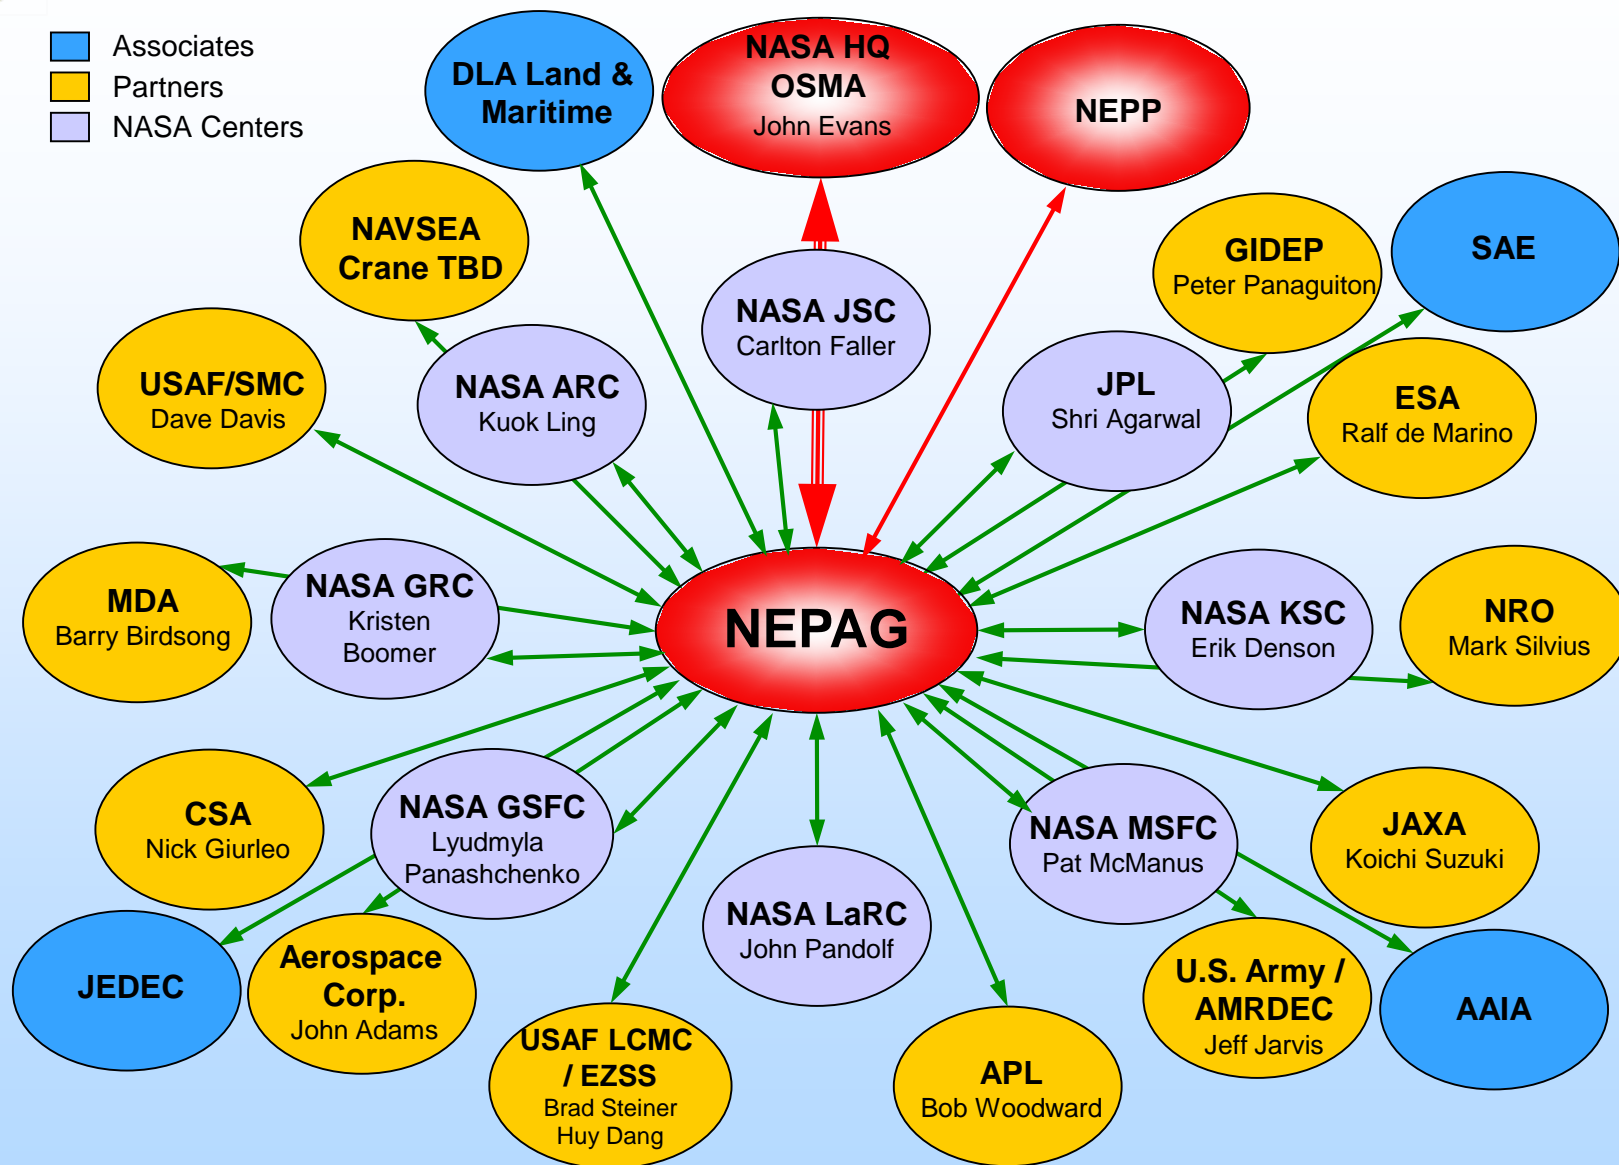 Associates
Partners
NASA Centers
DLA Land &
Maritime
NASA HQ
OSMA
John Evans
NEPP
NAVSEA
Crane TBD
GIDEP
Peter Panaguiton
SAE
NASA JSC
Carlton Faller
USAF/SMC
Dave Davis
NASA ARC
Kuok Ling
JPL
Shri Agarwal
ESA
Ralf de Marino
MDA
Barry Birdsong
NASA GRC
Kristen
Boomer
NEPAG
NASA KSC
Erik Denson
NRO
Mark Silvius
CSA
Nick Giurleo
NASA GSFC
Lyudmyla
Panashchenko
NASA MSFC
Pat McManus
JAXA
Koichi Suzuki
NASA LaRC
John Pandolf
JEDEC
Aerospace
Corp.
John Adams
U.S. Army /
AMRDEC
Jeff Jarvis
AAIA
USAF LCMC
/ EZSS
Brad Steiner
Huy Dang
APL
Bob Woodward